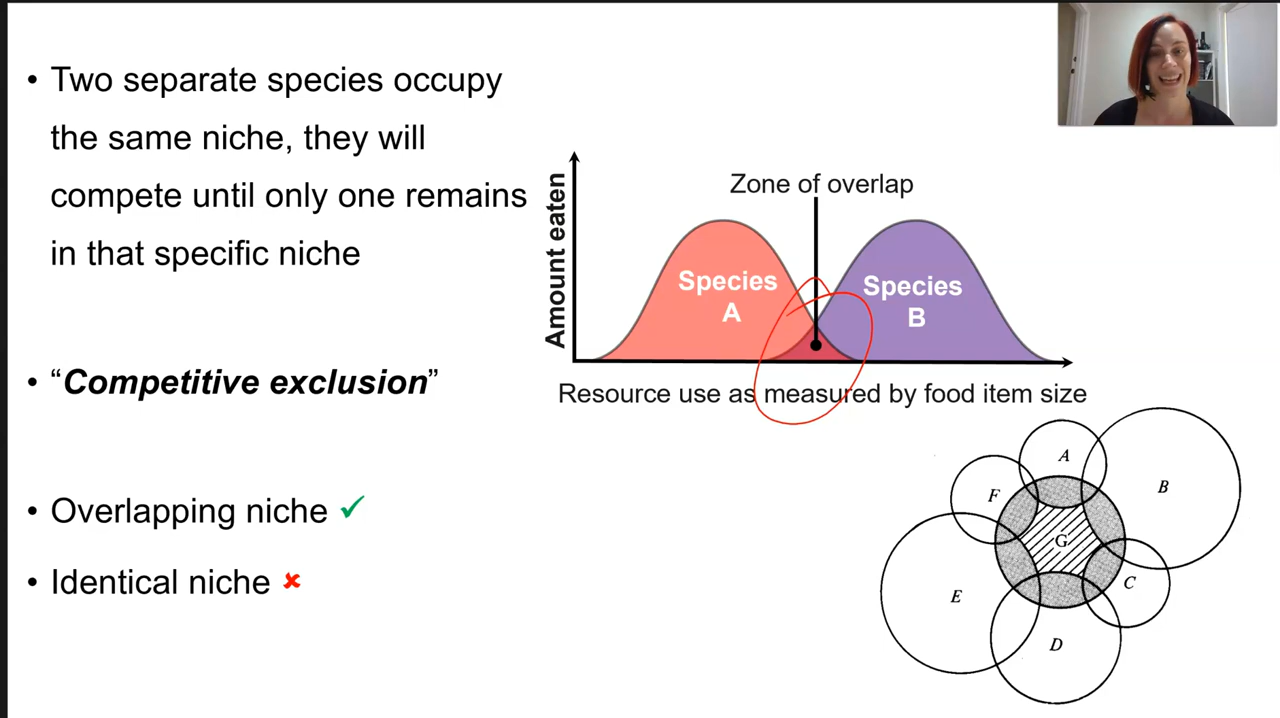 • Two separate species occupy
the same niche, they will
compete until only one remains
in that specific niche
• “Competitive exclusion”
• Overlapping niche ✓
• Identical niche ✘
Zone of overlap
Amount eaten
Species
A
Species
B
Resource use as measured by food item size
A
B
F
G
C
E
D